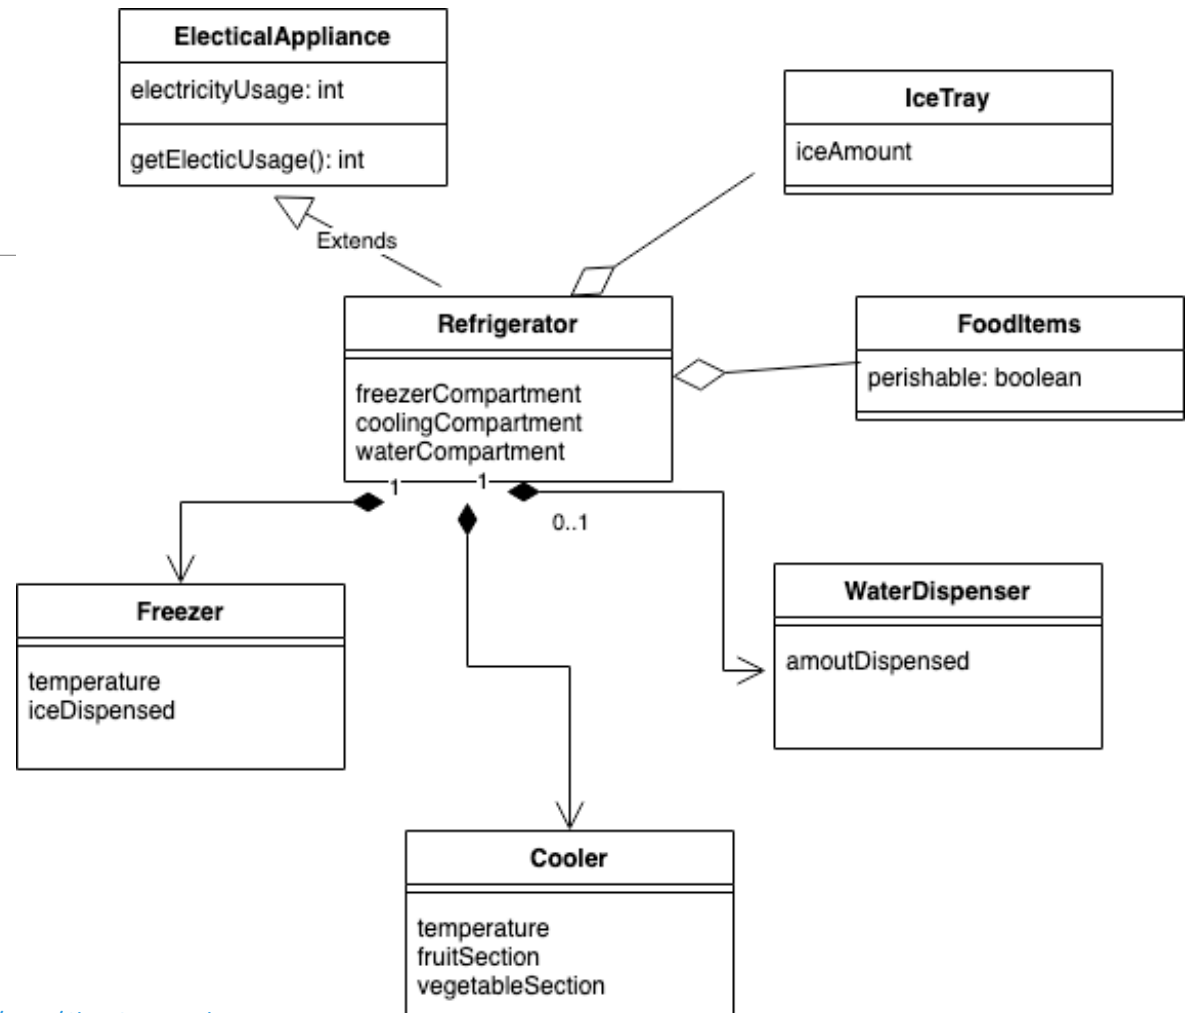 ElecticalAppliance
electricityUsage: int
getElecticUsage(): int
IceTray
iceAmount
Extends
Refrigerator
freezerCompartment
coolingCompartment
waterCompartment
FoodItems
perishable: boolean
1
1
0..1
Freezer
temperature
iceDispensed
WaterDispenser
amoutDispensed
Cooler
temperature
fruitSection
vegetableSection